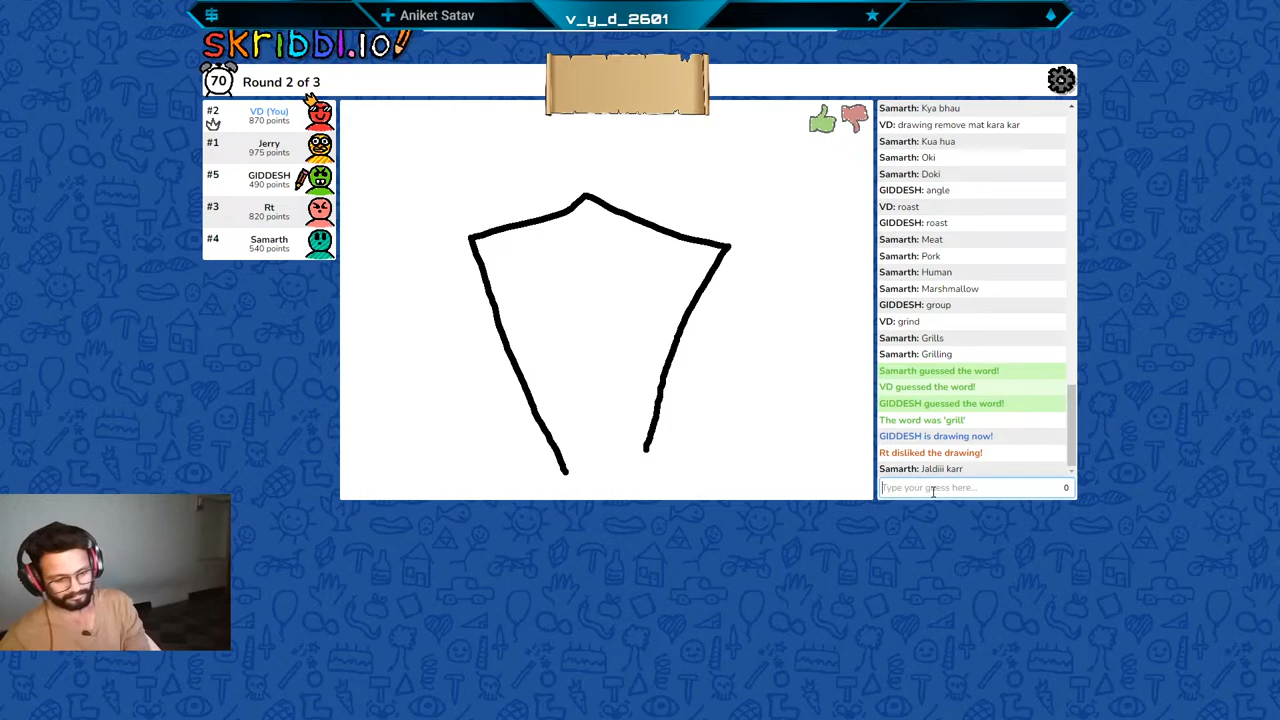 Aniket Satav
v_y_d_2601
skribbl.io
70
Round 2 of 3
#2
VD (You)
870 points
#1
Jerry
975 points
#5
GIDDESH
490 points
#3
Rt
820 points
#4
Samarth
540 points
Samarth: Kya bhau
VD: drawing remove mat kara kar
Samarth: Kua hua
Samarth: Oki
Samarth: Doki
GIDDESH: angle
VD: roast
GIDDESH: roast
Samarth: Meat
Samarth: Pork
Samarth: Human
Samarth: Marshmallow
GIDDESH: group
VD: grind
Samarth: Grills
Samarth: Grilling
Samarth guessed the word!
VD guessed the word!
GIDDESH guessed the word!
The word was 'grill'
GIDDESH is drawing now!
Rt disliked the drawing!
Samarth: Jaldiii karr
Type your guess here...
0